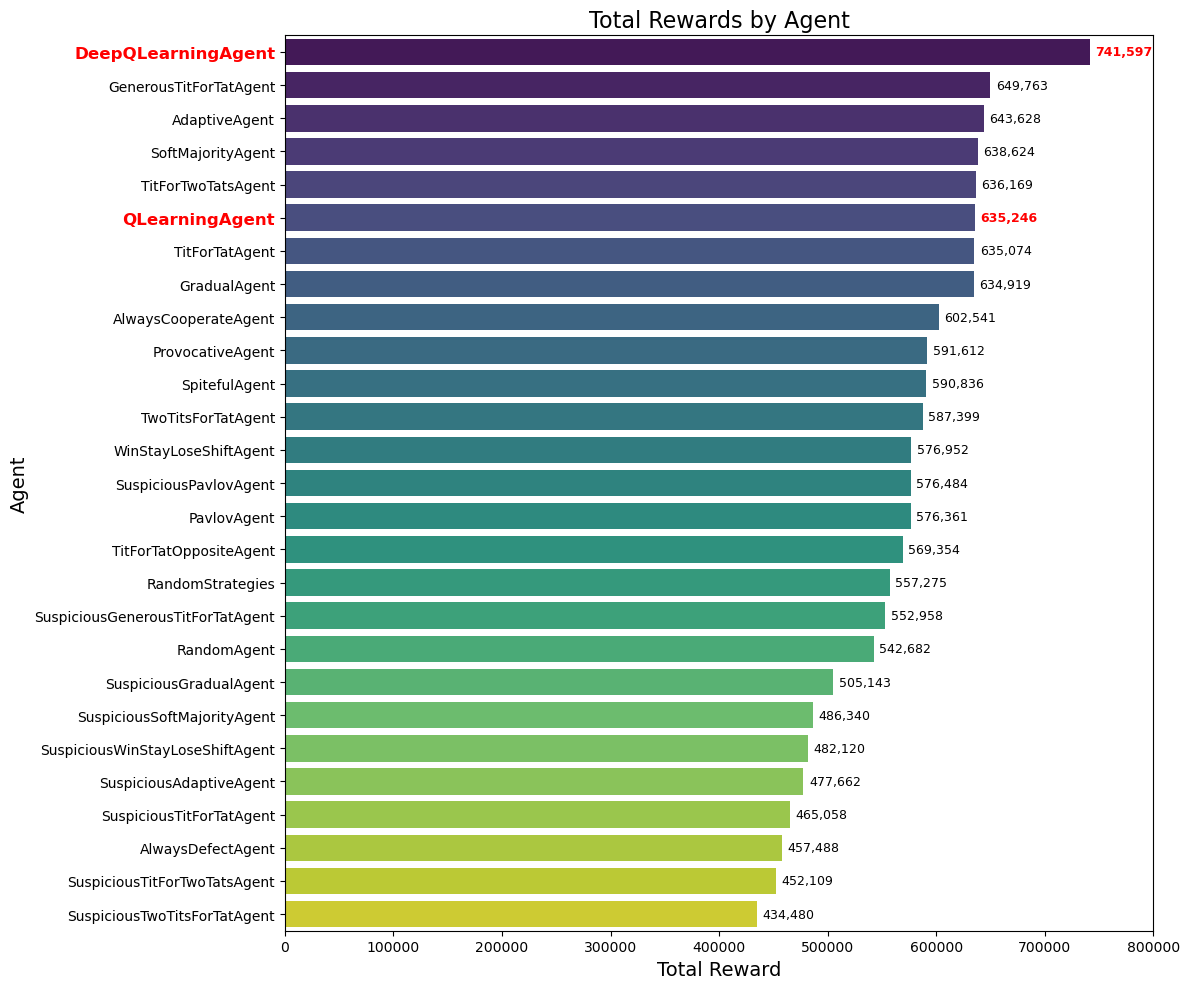 Total Rewards by Agent
DeepQLearningAgent 741,597
GenerousTitForTatAgent 649,763
AdaptiveAgent 643,628
SoftMajorityAgent 638,624
TitForTwoTatsAgent 636,169
QLearningAgent 635,246
TitForTatAgent 635,074
GradualAgent 634,919
AlwaysCooperateAgent 602,541
ProvocativeAgent 591,612
SpitefulAgent 590,836
TwoTitsForTatAgent 587,399
WinStayLoseShiftAgent 576,952
SuspiciousPavlovAgent 576,484
PavlovAgent 576,361
TitForTatOppositeAgent 569,354
RandomStrategies 557,275
SuspiciousGenerousTitForTatAgent 552,958
RandomAgent 542,682
SuspiciousGradualAgent 505,143
SuspiciousSoftMajorityAgent 486,340
SuspiciousWinStayLoseShiftAgent 482,120
SuspiciousAdaptiveAgent 477,662
SuspiciousTitForTatAgent 465,058
AlwaysDefectAgent 457,488
SuspiciousTitForTwoTatsAgent 452,109
SuspiciousTwoTitsForTatAgent 434,480
Agent
0 100000 200000 300000 400000 500000 600000 700000 800000
Total Reward